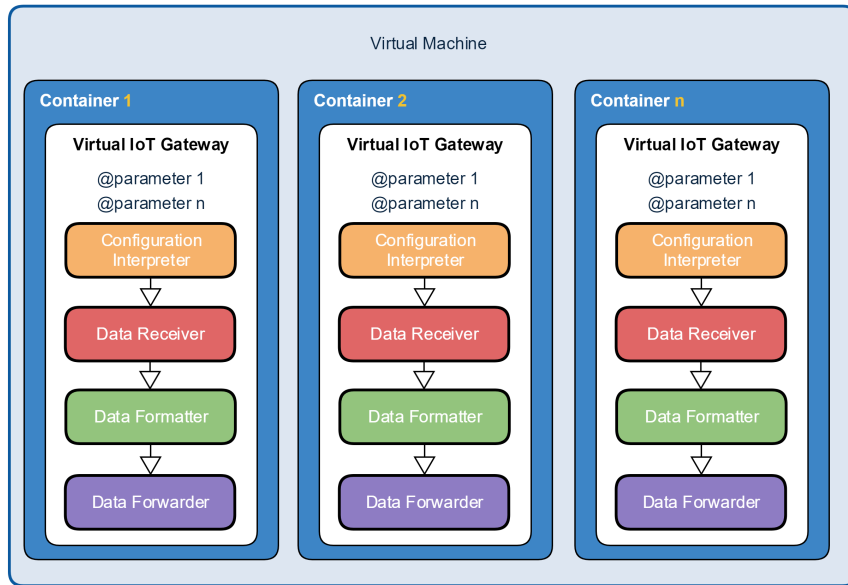 Virtual Machine
Container 1
Virtual IoT Gateway
@parameter 1
@parameter n
Configuration
Interpreter
Data Receiver
Data Formatter
Data Forwarder
Container 2
Virtual IoT Gateway
@parameter 1
@parameter n
Configuration
Interpreter
Data Receiver
Data Formatter
Data Forwarder
Container n
Virtual IoT Gateway
@parameter 1
@parameter n
Configuration
Interpreter
Data Receiver
Data Formatter
Data Forwarder